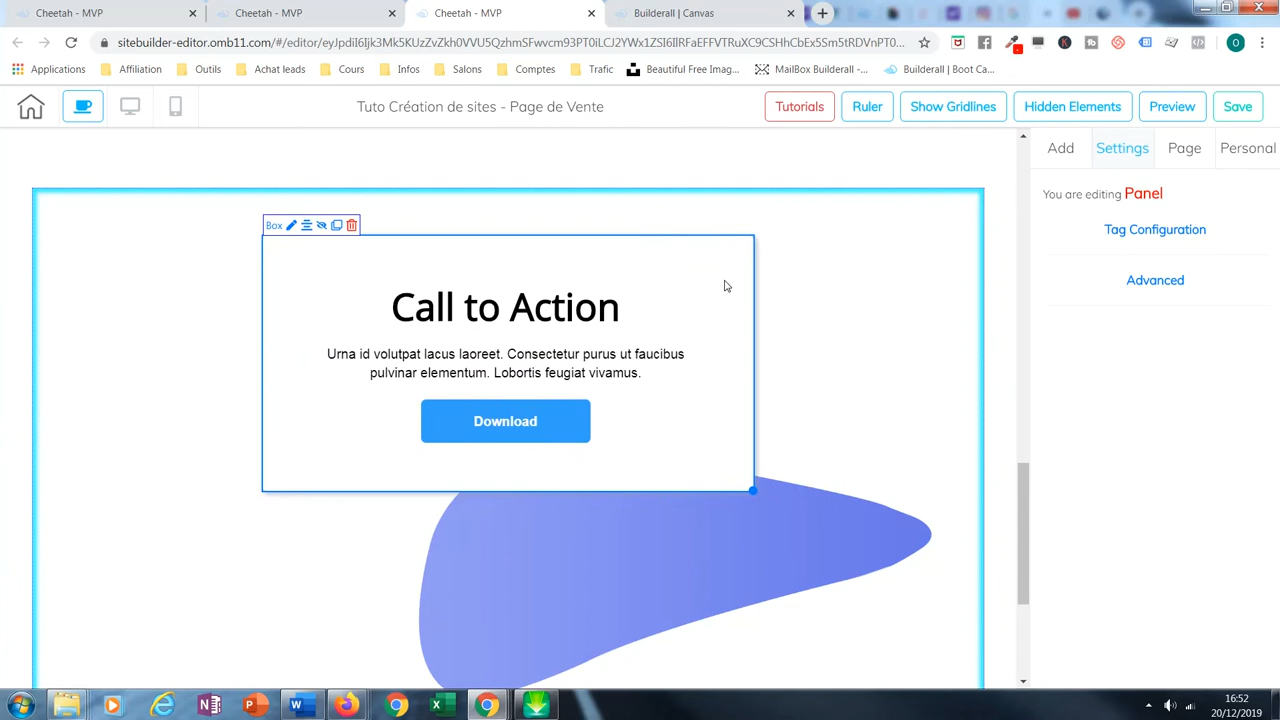 Cheetah - MVP
Cheetah - MVP
Cheetah - MVP
Builderall | Canvas
Applications
Affiliation
Outils
Achat leads
Cours
Infos
Salons
Comptes
Trafic
Beautiful Free Imag...
MailBox Builderall -...
Builderall | Boot Ca...
Tuto Création de sites - Page de Vente
Tutorials
Ruler
Show Gridlines
Hidden Elements
Preview
Save
Add
Settings
Page
Personal
You are editing Panel
Tag Configuration
Advanced
Box
Call to Action
Urna id volutpat lacus laoreet. Consectetur purus ut faucibus
pulvinar elementum. Lobortis feugiat vivamus.
Download
16:52
20/12/2019